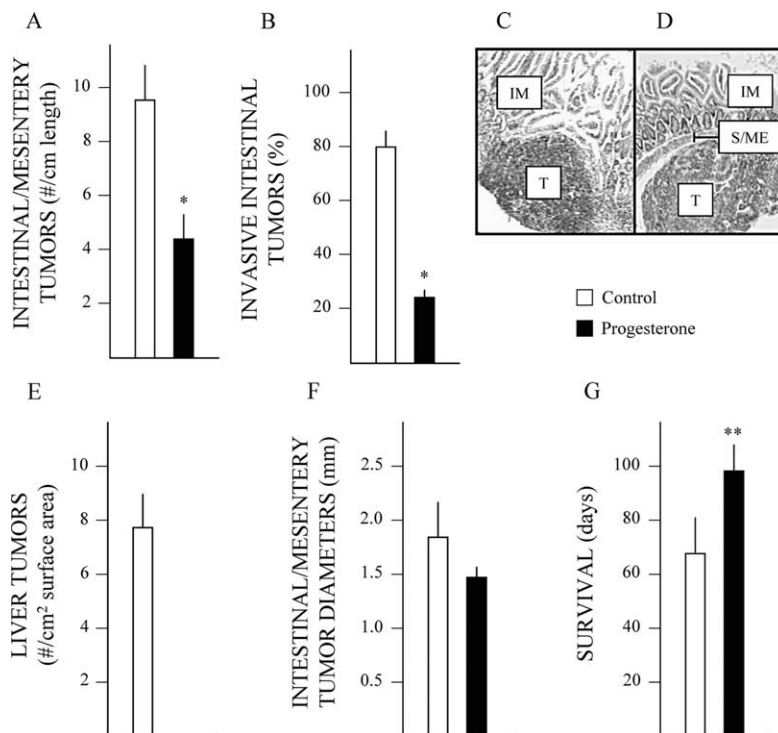 A
INTESTINAL/MESENTERY
TUMORS (#/cm length)
10
8
6
4
2
*
B
INVASIVE INTESTINAL
TUMORS (%)
100
80
60
40
20
*
C
IM
T
D
IM
S/ME
T
Control
Progesterone
E
LIVER TUMORS
(#/cm² surface area)
10
8
6
4
2
F
INTESTINAL/MESENTERY
TUMOR DIAMETERS (mm)
2.5
2.0
1.5
1.0
0.5
G
SURVIVAL (days)
100
80
60
40
20
**